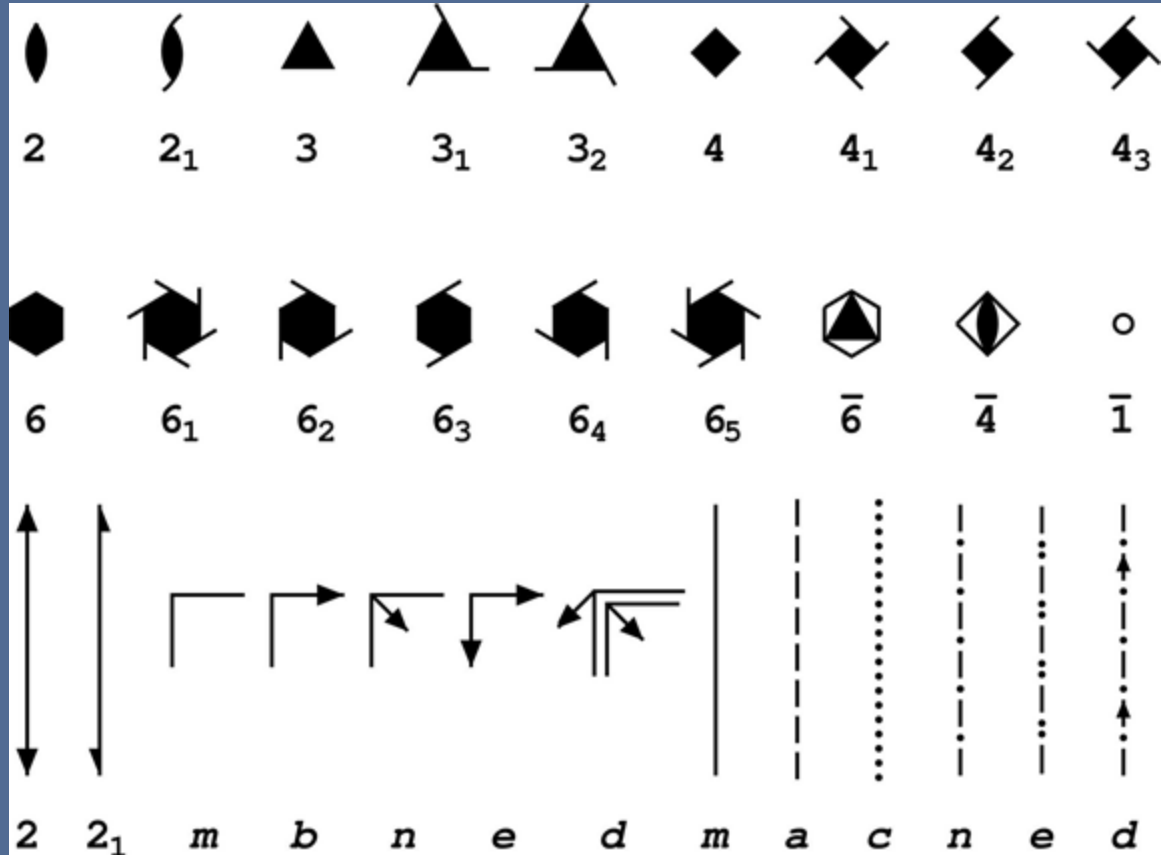 2 2₁ 3 3₁ 3₂ 4 4₁ 4₂ 4₃
6 6₁ 6₂ 6₃ 6₄ 6₅ 6̅ 4̅ 1̅
2 2₁ m b n e d m a c n e d